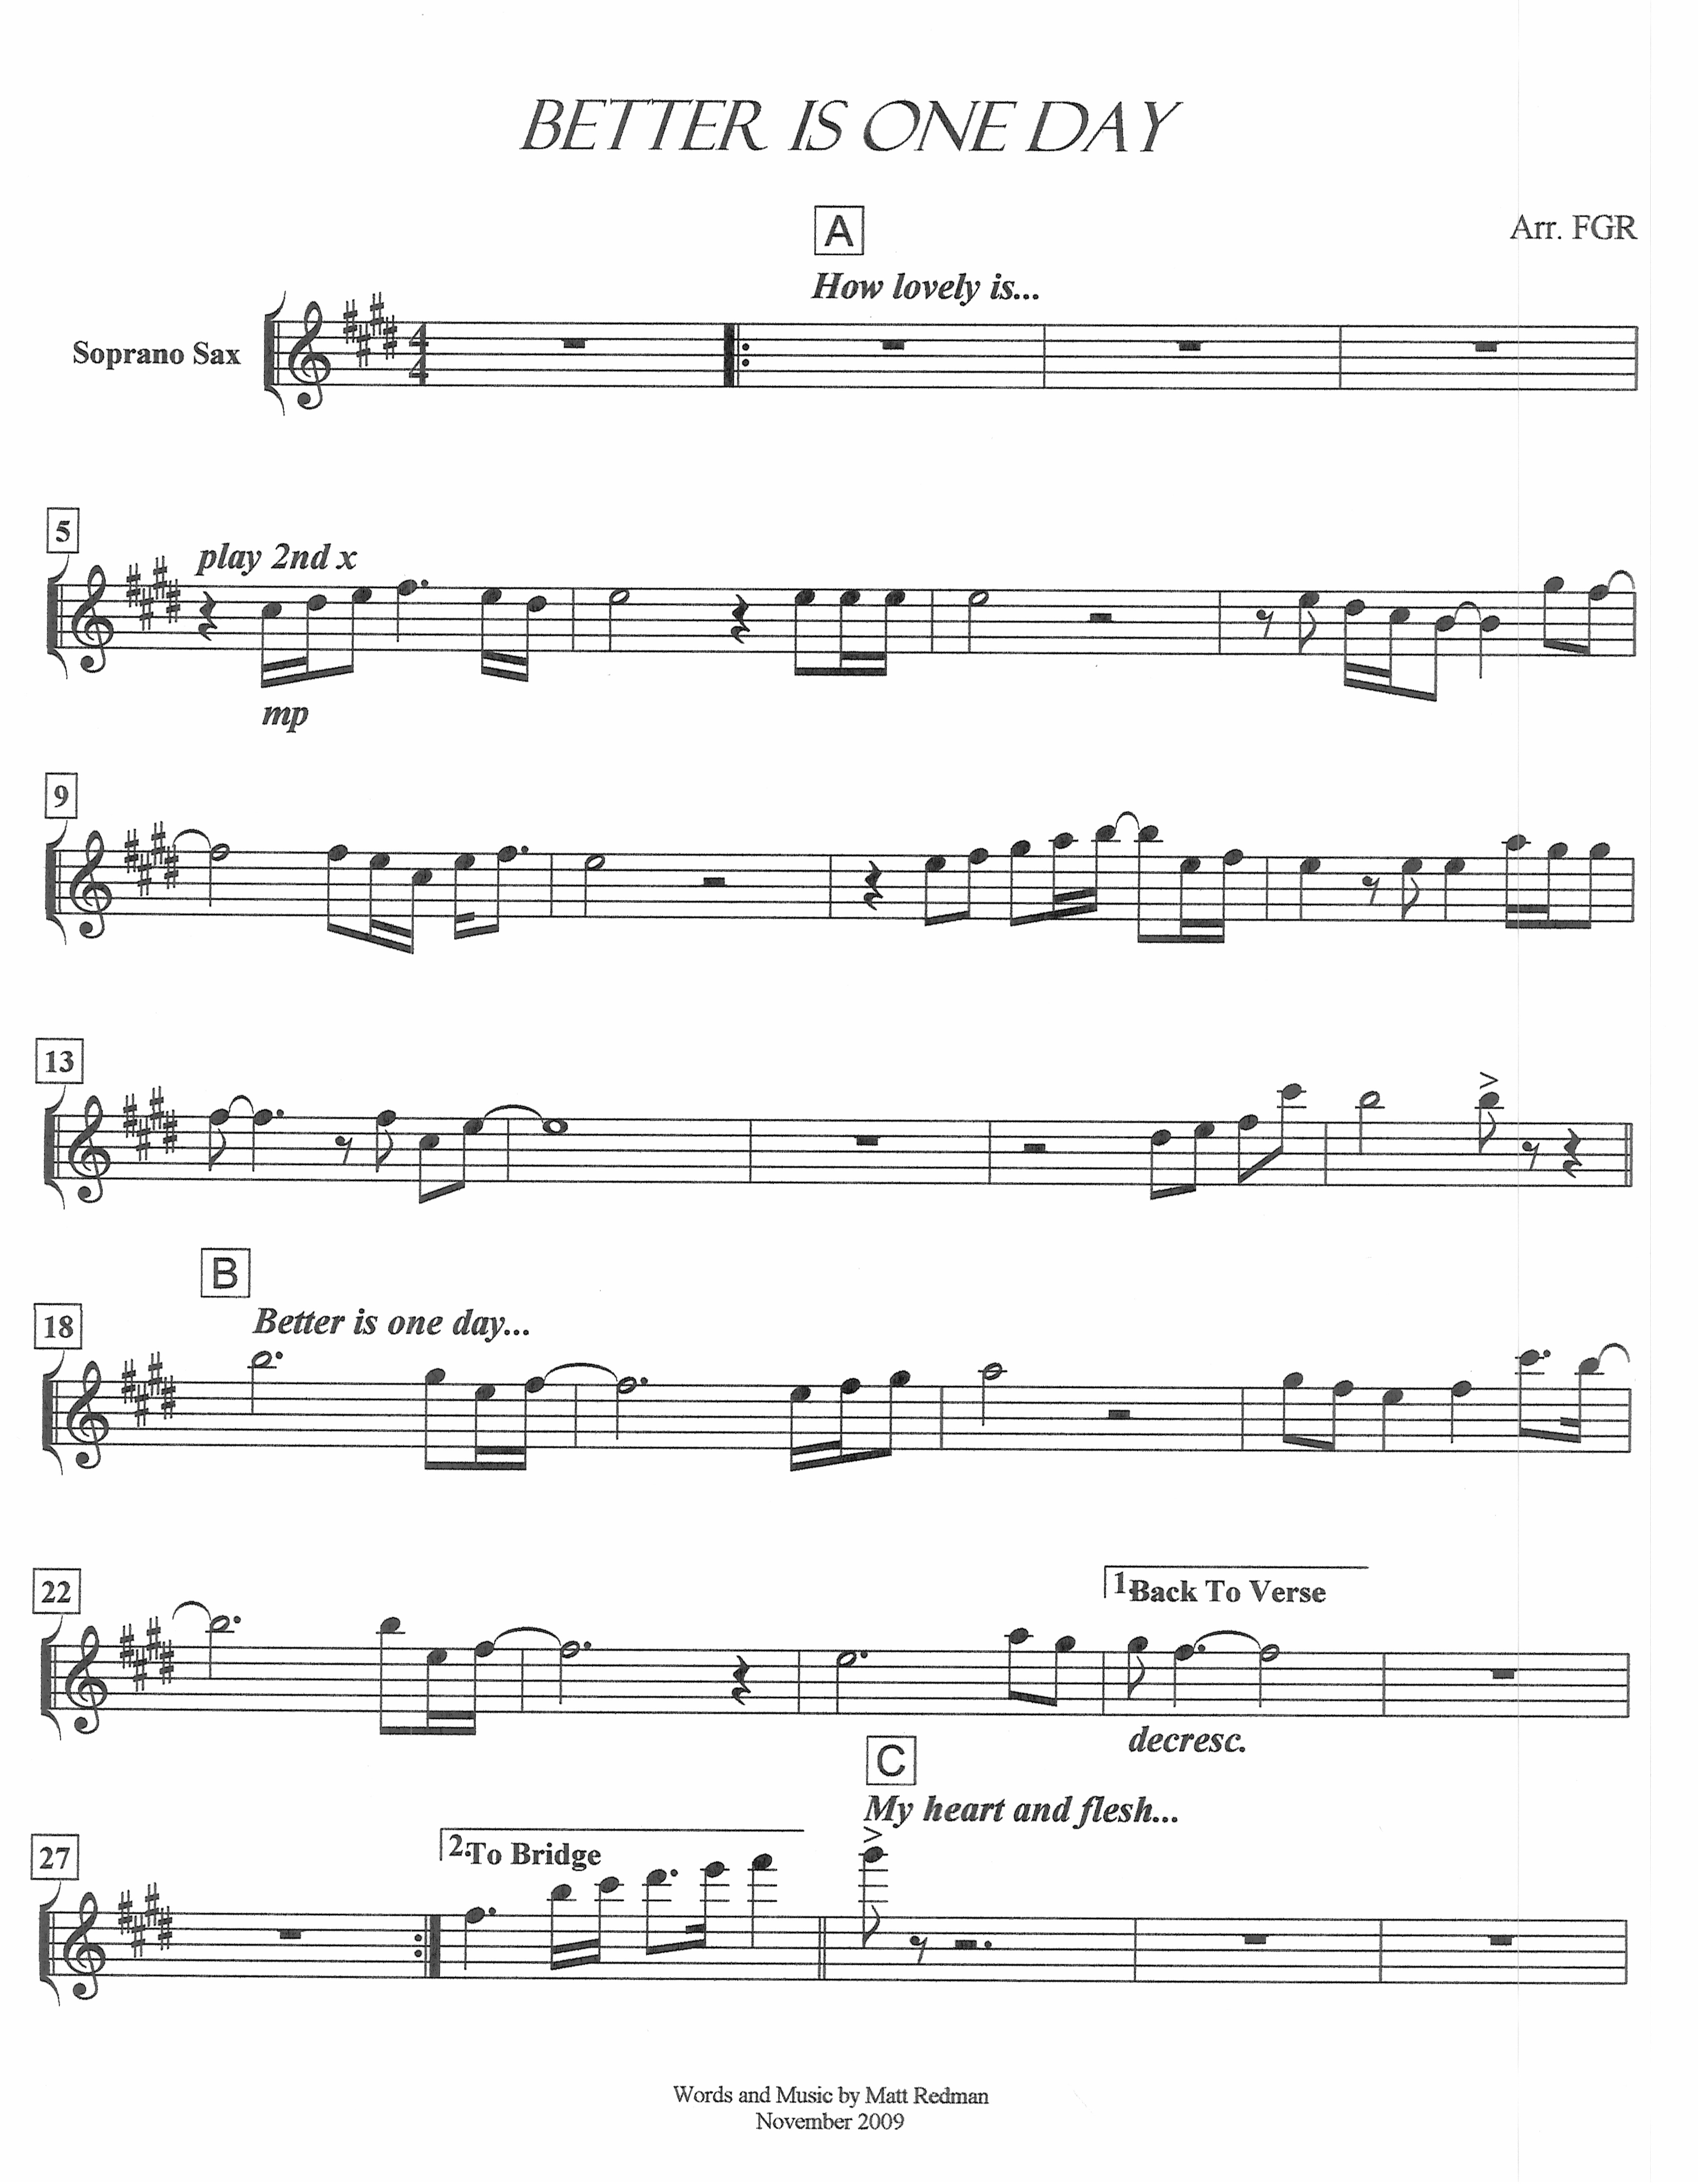 BETTER IS ONE DAY
A
Arr. FGR
How lovely is...
Soprano Sax
4
4
5
play 2nd x
mp
9
13
>
B
18
Better is one day...
22
1.
Back To Verse
decresc.
C
My heart and flesh...
27
2.
To Bridge
>
Words and Music by Matt Redman
November 2009